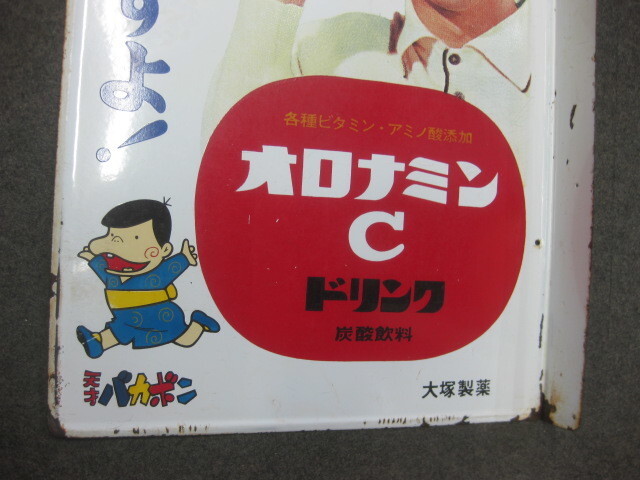 すよ!
各種ビタミン・アミノ酸添加
オロナミン
C
ドリンク
炭酸飲料
天才バカボン
大塚製薬